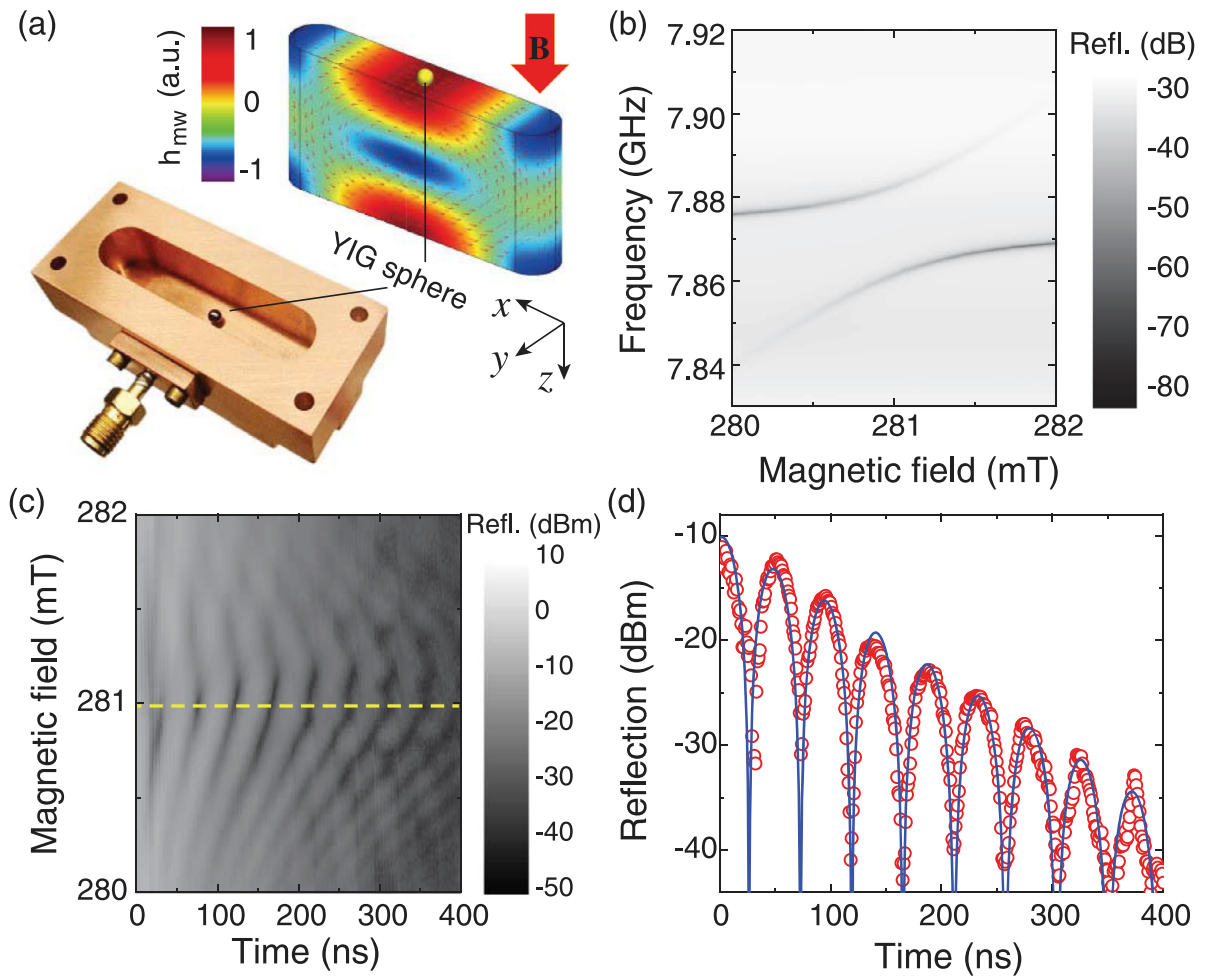 (a)
h_mw (a.u.)
1
0
-1
B
YIG sphere
x
y
z
(b)
Frequency (GHz)
7.92
7.90
7.88
7.86
7.84
280
281
282
Magnetic field (mT)
Refl. (dB)
-30
-40
-50
-60
-70
-80
(c)
Magnetic field (mT)
282
281
280
0
100
200
300
400
Time (ns)
Refl. (dBm)
10
0
-10
-20
-30
-40
-50
(d)
Reflection (dBm)
-10
-20
-30
-40
0
100
200
300
400
Time (ns)